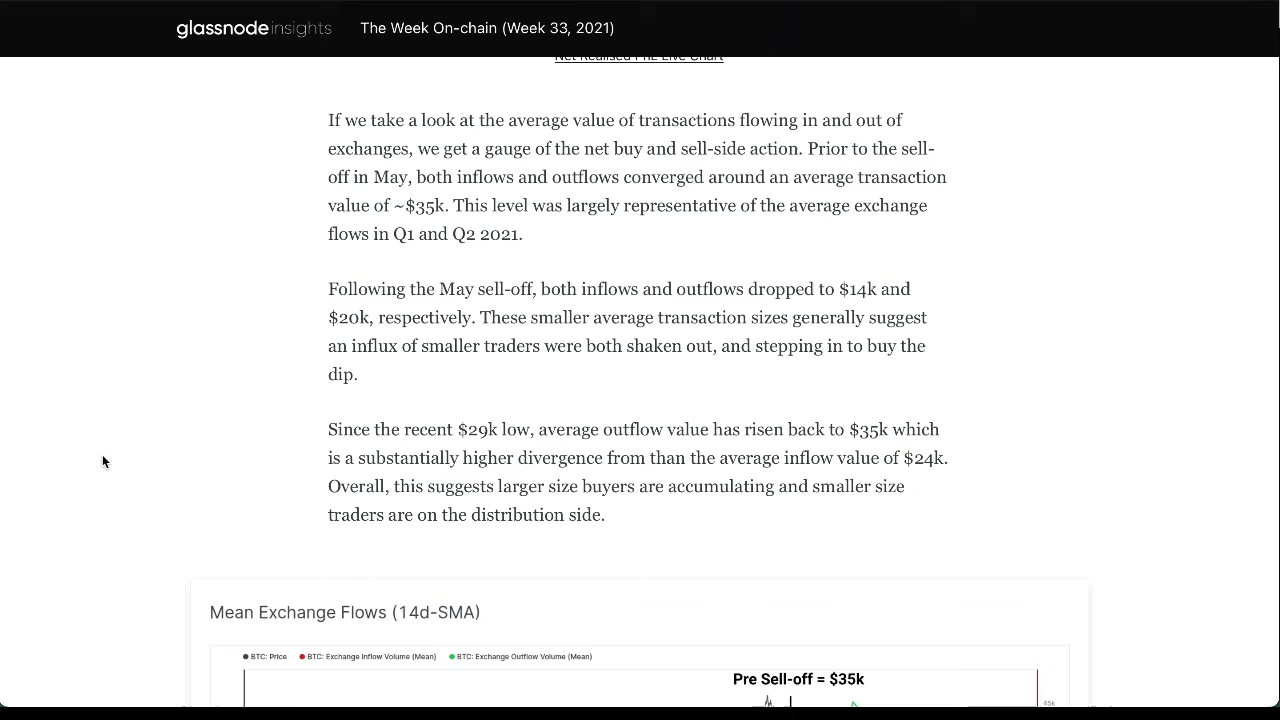 glassnode insights The Week On-chain (Week 33, 2021)
Net Realised PnL Live Chart
If we take a look at the average value of transactions flowing in and out of
exchanges, we get a gauge of the net buy and sell-side action. Prior to the sell-
off in May, both inflows and outflows converged around an average transaction
value of ~$35k. This level was largely representative of the average exchange
flows in Q1 and Q2 2021.
Following the May sell-off, both inflows and outflows dropped to $14k and
$20k, respectively. These smaller average transaction sizes generally suggest
an influx of smaller traders were both shaken out, and stepping in to buy the
dip.
Since the recent $29k low, average outflow value has risen back to $35k which
is a substantially higher divergence from than the average inflow value of $24k.
Overall, this suggests larger size buyers are accumulating and smaller size
traders are on the distribution side.
Mean Exchange Flows (14d-SMA)
BTC: Price BTC: Exchange Inflow Volume (Mean) BTC: Exchange Outflow Volume (Mean)
Pre Sell-off = $35k
45k